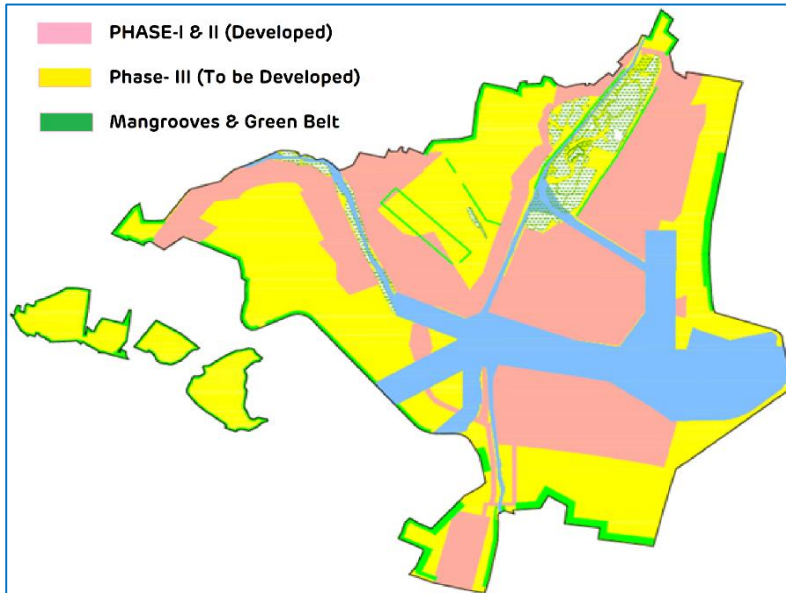 PHASE-I & II (Developed)
Phase- III (To be Developed)
Mangrooves & Green Belt